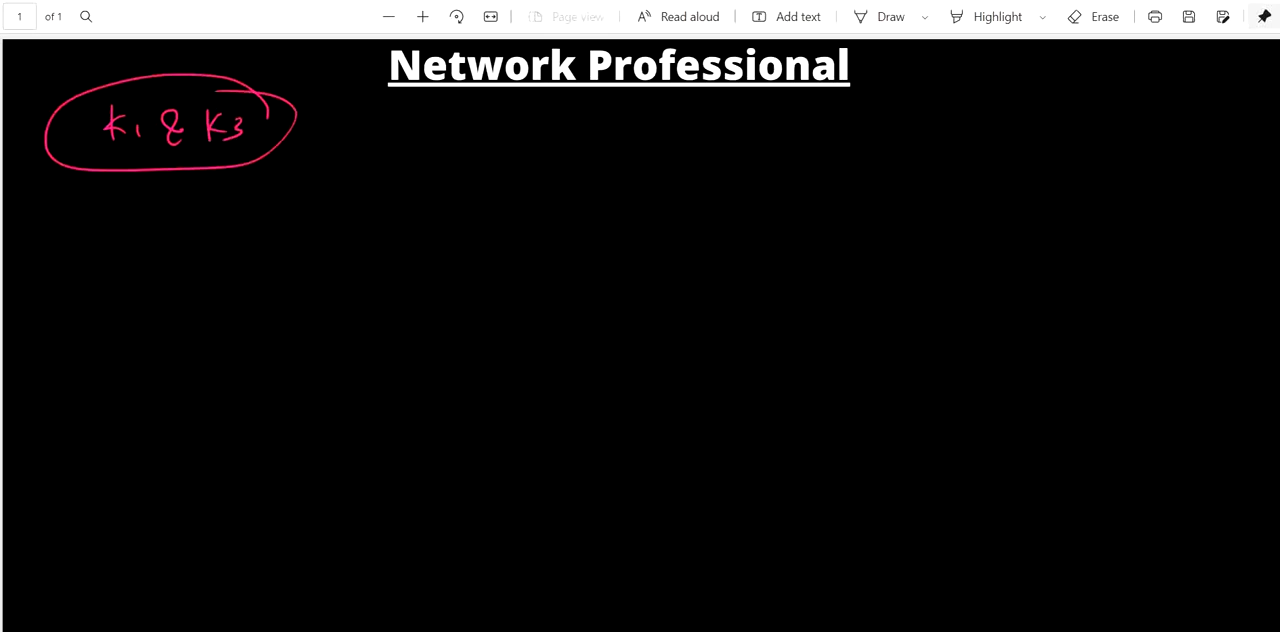 1 of 1 Page view Read aloud Add text Draw Highlight Erase
Network Professional
K1 & K3